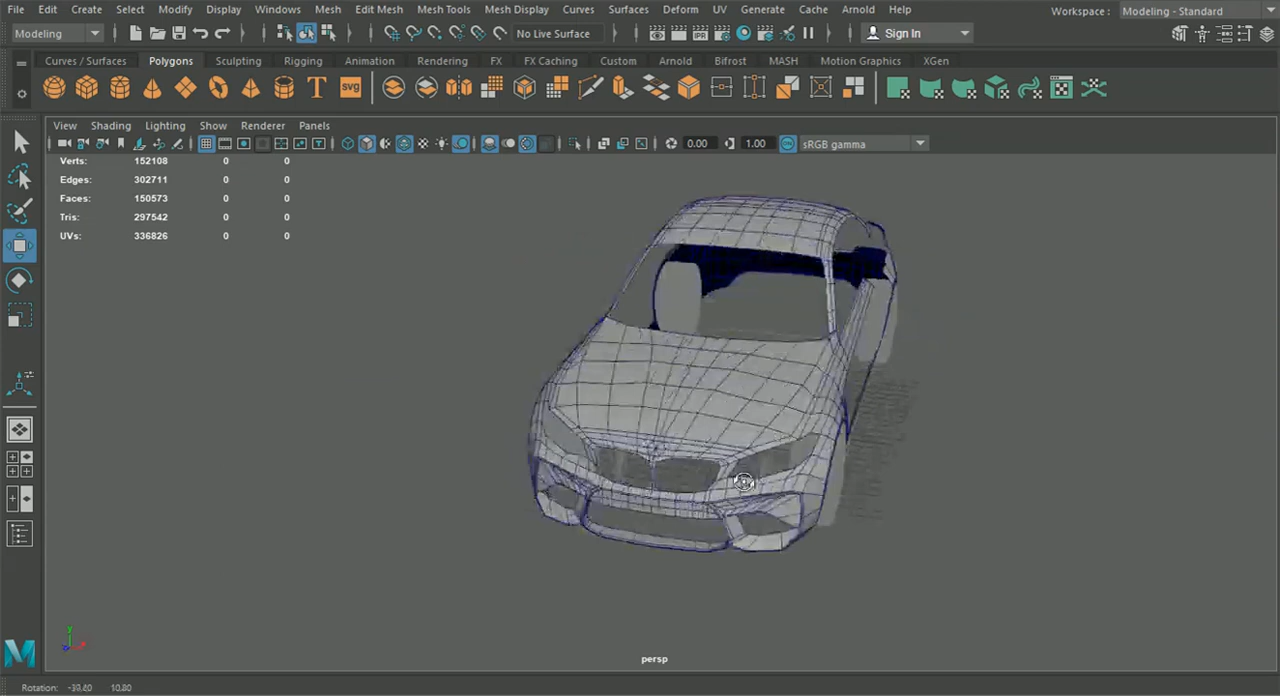 File Edit Create Select Modify Display Windows Mesh Edit Mesh Mesh Tools Mesh Display Curves Surfaces Deform UV Generate Cache Arnold Help Workspace: Modeling - Standard
Modeling No Live Surface Sign In
Curves / Surfaces Polygons Sculpting Rigging Animation Rendering FX FX Caching Custom Arnold Bifrost MASH Motion Graphics XGen
T svg
View Shading Lighting Show Renderer Panels
0.00 1.00 sRGB gamma
Verts: 152108 0 0
Edges: 302711 0 0
Faces: 150573 0 0
Tris: 297542 0 0
UVs: 336826 0 0
persp
M
Rotation: 10.80